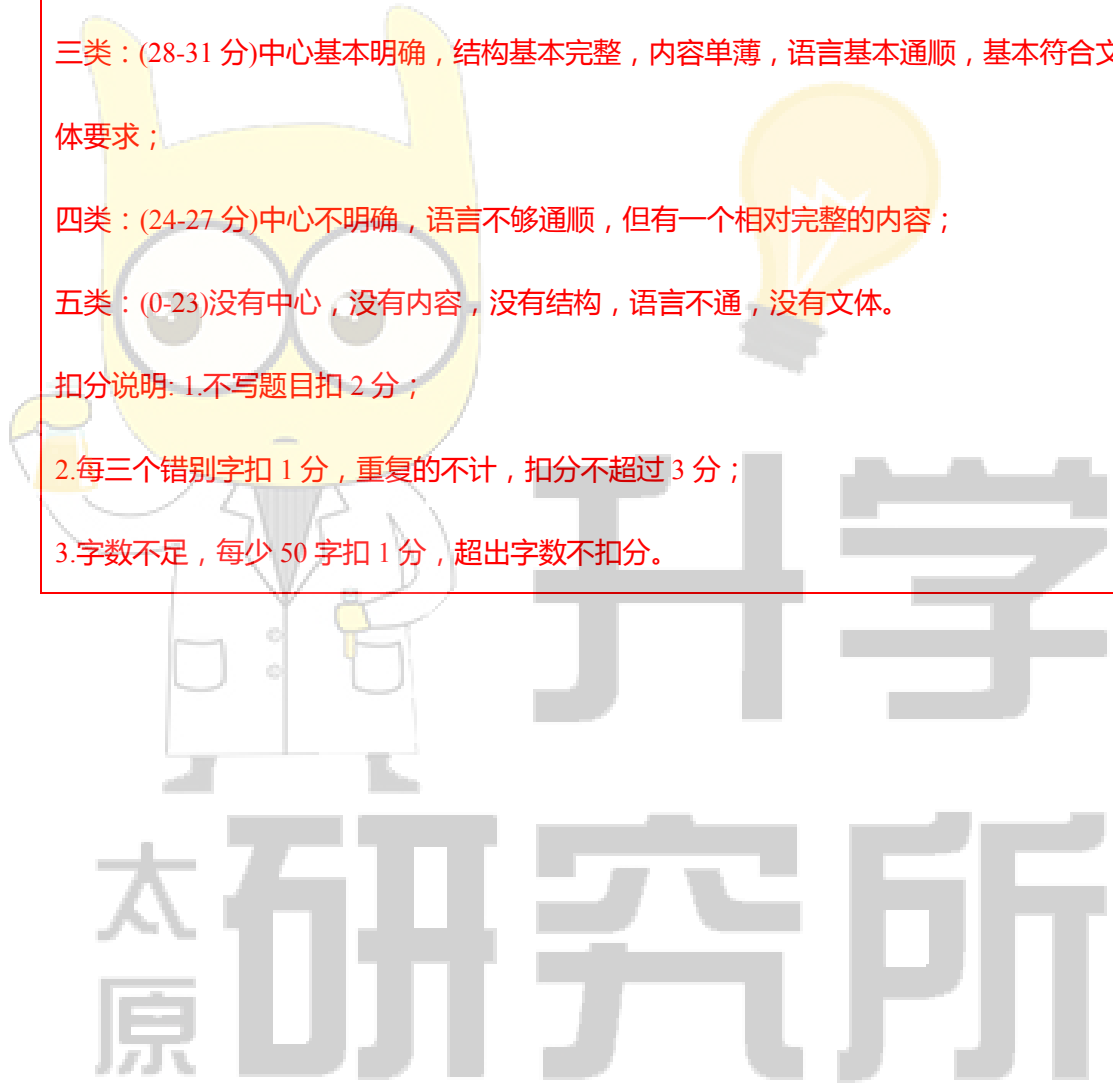 三类：(28-31 分)中心基本明确，结构基本完整，内容单薄，语言基本通顺，基本符合文
体要求；
四类：(24-27 分)中心不明确，语言不够通顺，但有一个相对完整的内容；
五类：(0-23)没有中心，没有内容，没有结构，语言不通，没有文体。
扣分说明: 1.不写题目扣 2 分；
2.每三个错别字扣 1 分，重复的不计，扣分不超过 3 分；
3.字数不足，每少 50 字扣 1 分，超出字数不扣分。
升学
太原
研究所